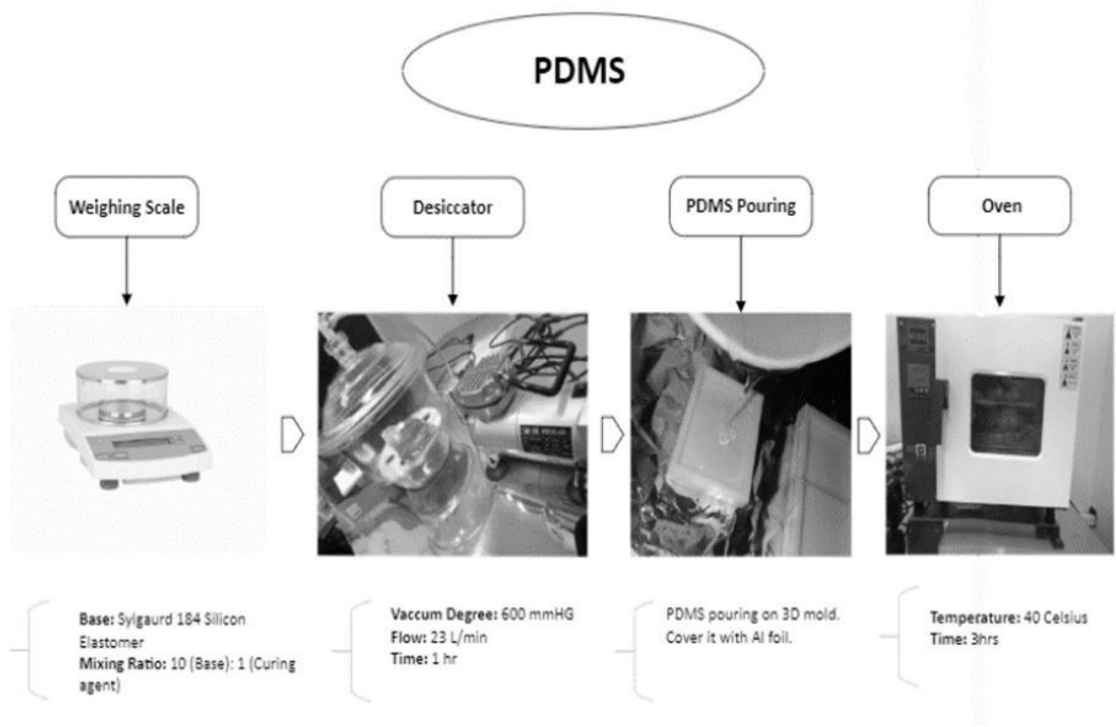 PDMS
Weighing Scale
Desiccator
PDMS Pouring
Oven
Base: Sylgaurd 184 Silicon
Elastomer
Mixing Ratio: 10 (Base): 1 (Curing
agent)
Vaccum Degree: 600 mmHG
Flow: 23 L/min
Time: 1 hr
PDMS pouring on 3D mold.
Cover it with Al foil.
Temperature: 40 Celsius
Time: 3hrs